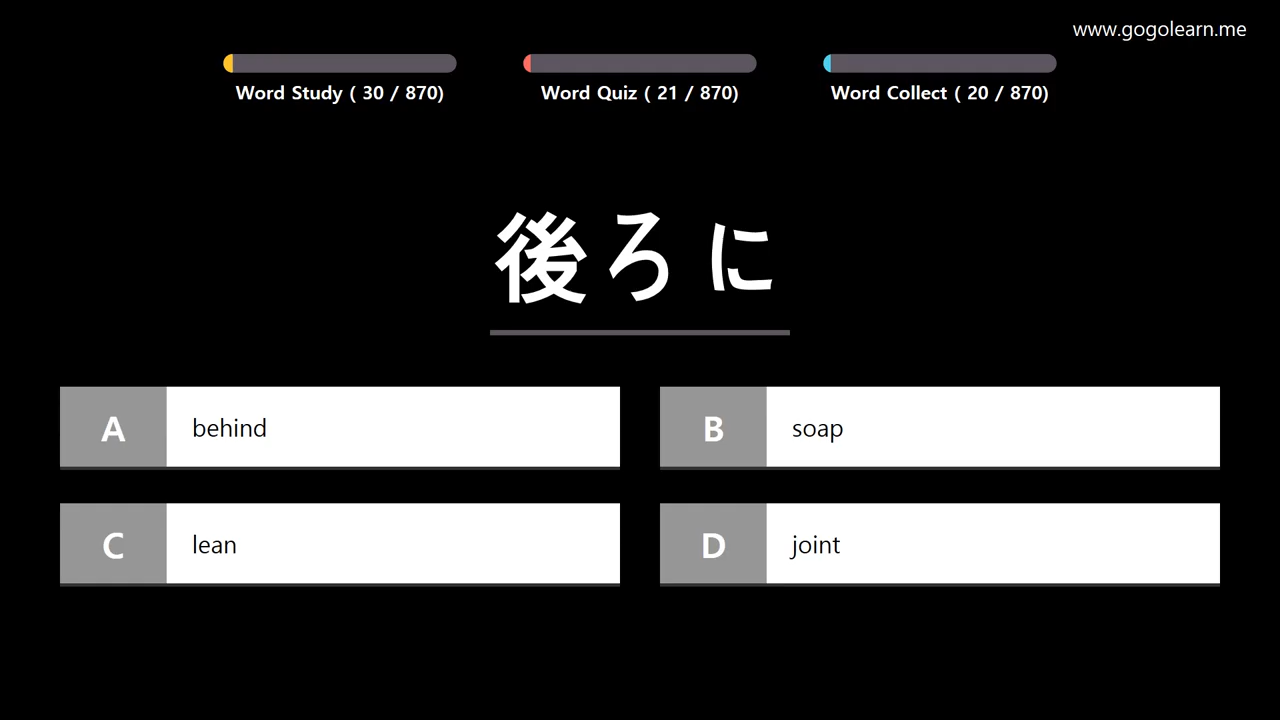 www.gogolearn.me
Word Study ( 30 / 870)
Word Quiz ( 21 / 870)
Word Collect ( 20 / 870)
後ろに
A behind
B soap
C lean
D joint